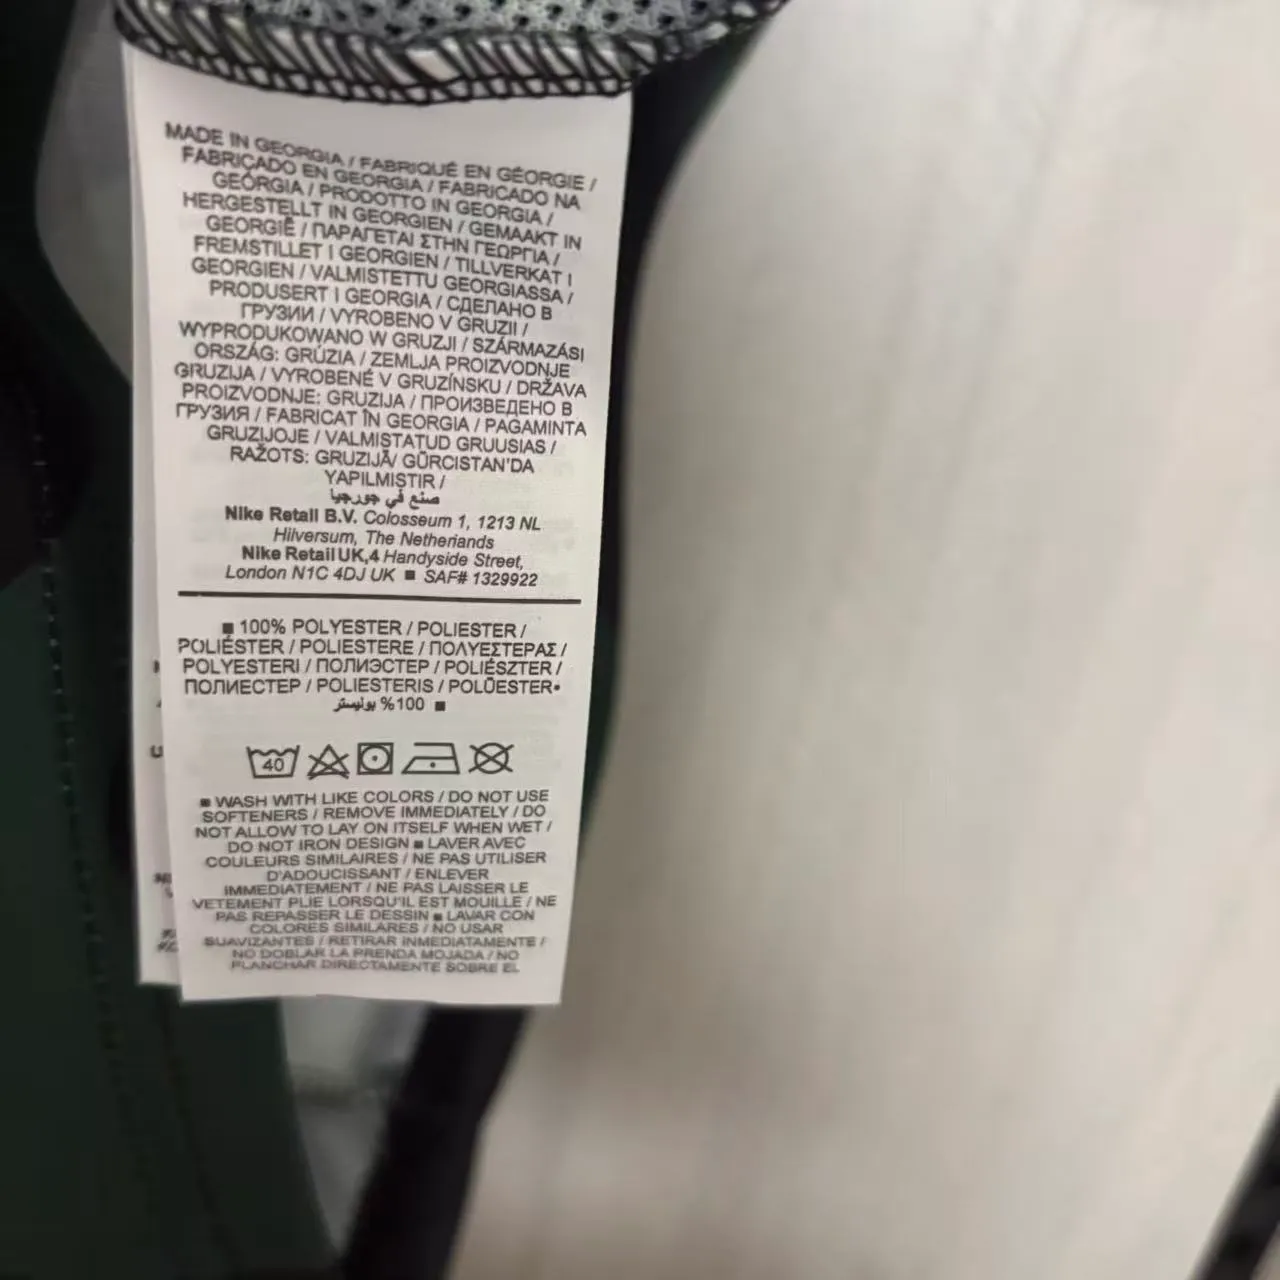 MADE IN GEORGIA / FABRIQUÉ EN GÉORGIE /
FABRICADO EN GEORGIA / FABRICADO NA
GEÓRGIA / PRODOTTO IN GEORGIA /
HERGESTELLT IN GEORGIEN / GEMAAKT IN
GEORGIË / ΠΑΡΑΓΕΤΑΙ ΣΤΗΝ ΓΕΩΡΓΙΑ /
FREMSTILLET I GEORGIEN / TILLVERKAT I
GEORGIEN / VALMISTETTU GEORGIASSA /
PRODUSERT I GEORGIA / СДЕЛАНО В
ГРУЗИИ / VYROBENO V GRUZII /
WYPRODUKOWANO W GRUZJI / SZÁRMAZÁSI
ORSZÁG: GRÚZIA / ZEMLJA PROIZVODNJE
GRUZIJA / VYROBENÉ V GRUZÍNSKU / DRŽAVA
PROIZVODNJE: GRUZIJA / ПРОИЗВЕДЕНО В
ГРУЗИЯ / FABRICAT ÎN GEORGIA / PAGAMINTA
GRUZIJOJE / VALMISTATUD GRUUSIAS /
RAŽOTS: GRUZIJĀ/ GÜRCISTAN'DA
YAPILMIŞTIR /
صنع في جورجيا
Nike Retail B.V. Colosseum 1, 1213 NL
Hilversum, The Netherlands
Nike Retail UK,4 Handyside Street,
London N1C 4DJ UK ■ SAF# 1329922
■ 100% POLYESTER / POLIESTER /
POLIÉSTER / POLIESTERE / ΠΟΛΥΕΣΤΕΡΑΣ /
POLYESTERI / ПОЛИЭСТЕР / POLIÉSZTER /
ПОЛИЕСТЕР / POLIESTERIS / POLÜESTER•
100% بوليستر ■
40
■ WASH WITH LIKE COLORS / DO NOT USE
SOFTENERS / REMOVE IMMEDIATELY / DO
NOT ALLOW TO LAY ON ITSELF WHEN WET /
DO NOT IRON DESIGN ■ LAVER AVEC
COULEURS SIMILAIRES / NE PAS UTILISER
D'ADOUCISSANT / ENLEVER
IMMEDIATEMENT / NE PAS LAISSER LE
VETEMENT PLIE LORSQU'IL EST MOUILLE / NE
PAS REPASSER LE DESSIN ■ LAVAR CON
COLORES SIMILARES / NO USAR
SUAVIZANTES / RETIRAR INMEDIATAMENTE /
NO DOBLAR LA PRENDA MOJADA / NO
PLANCHAR DIRECTAMENTE SOBRE EL